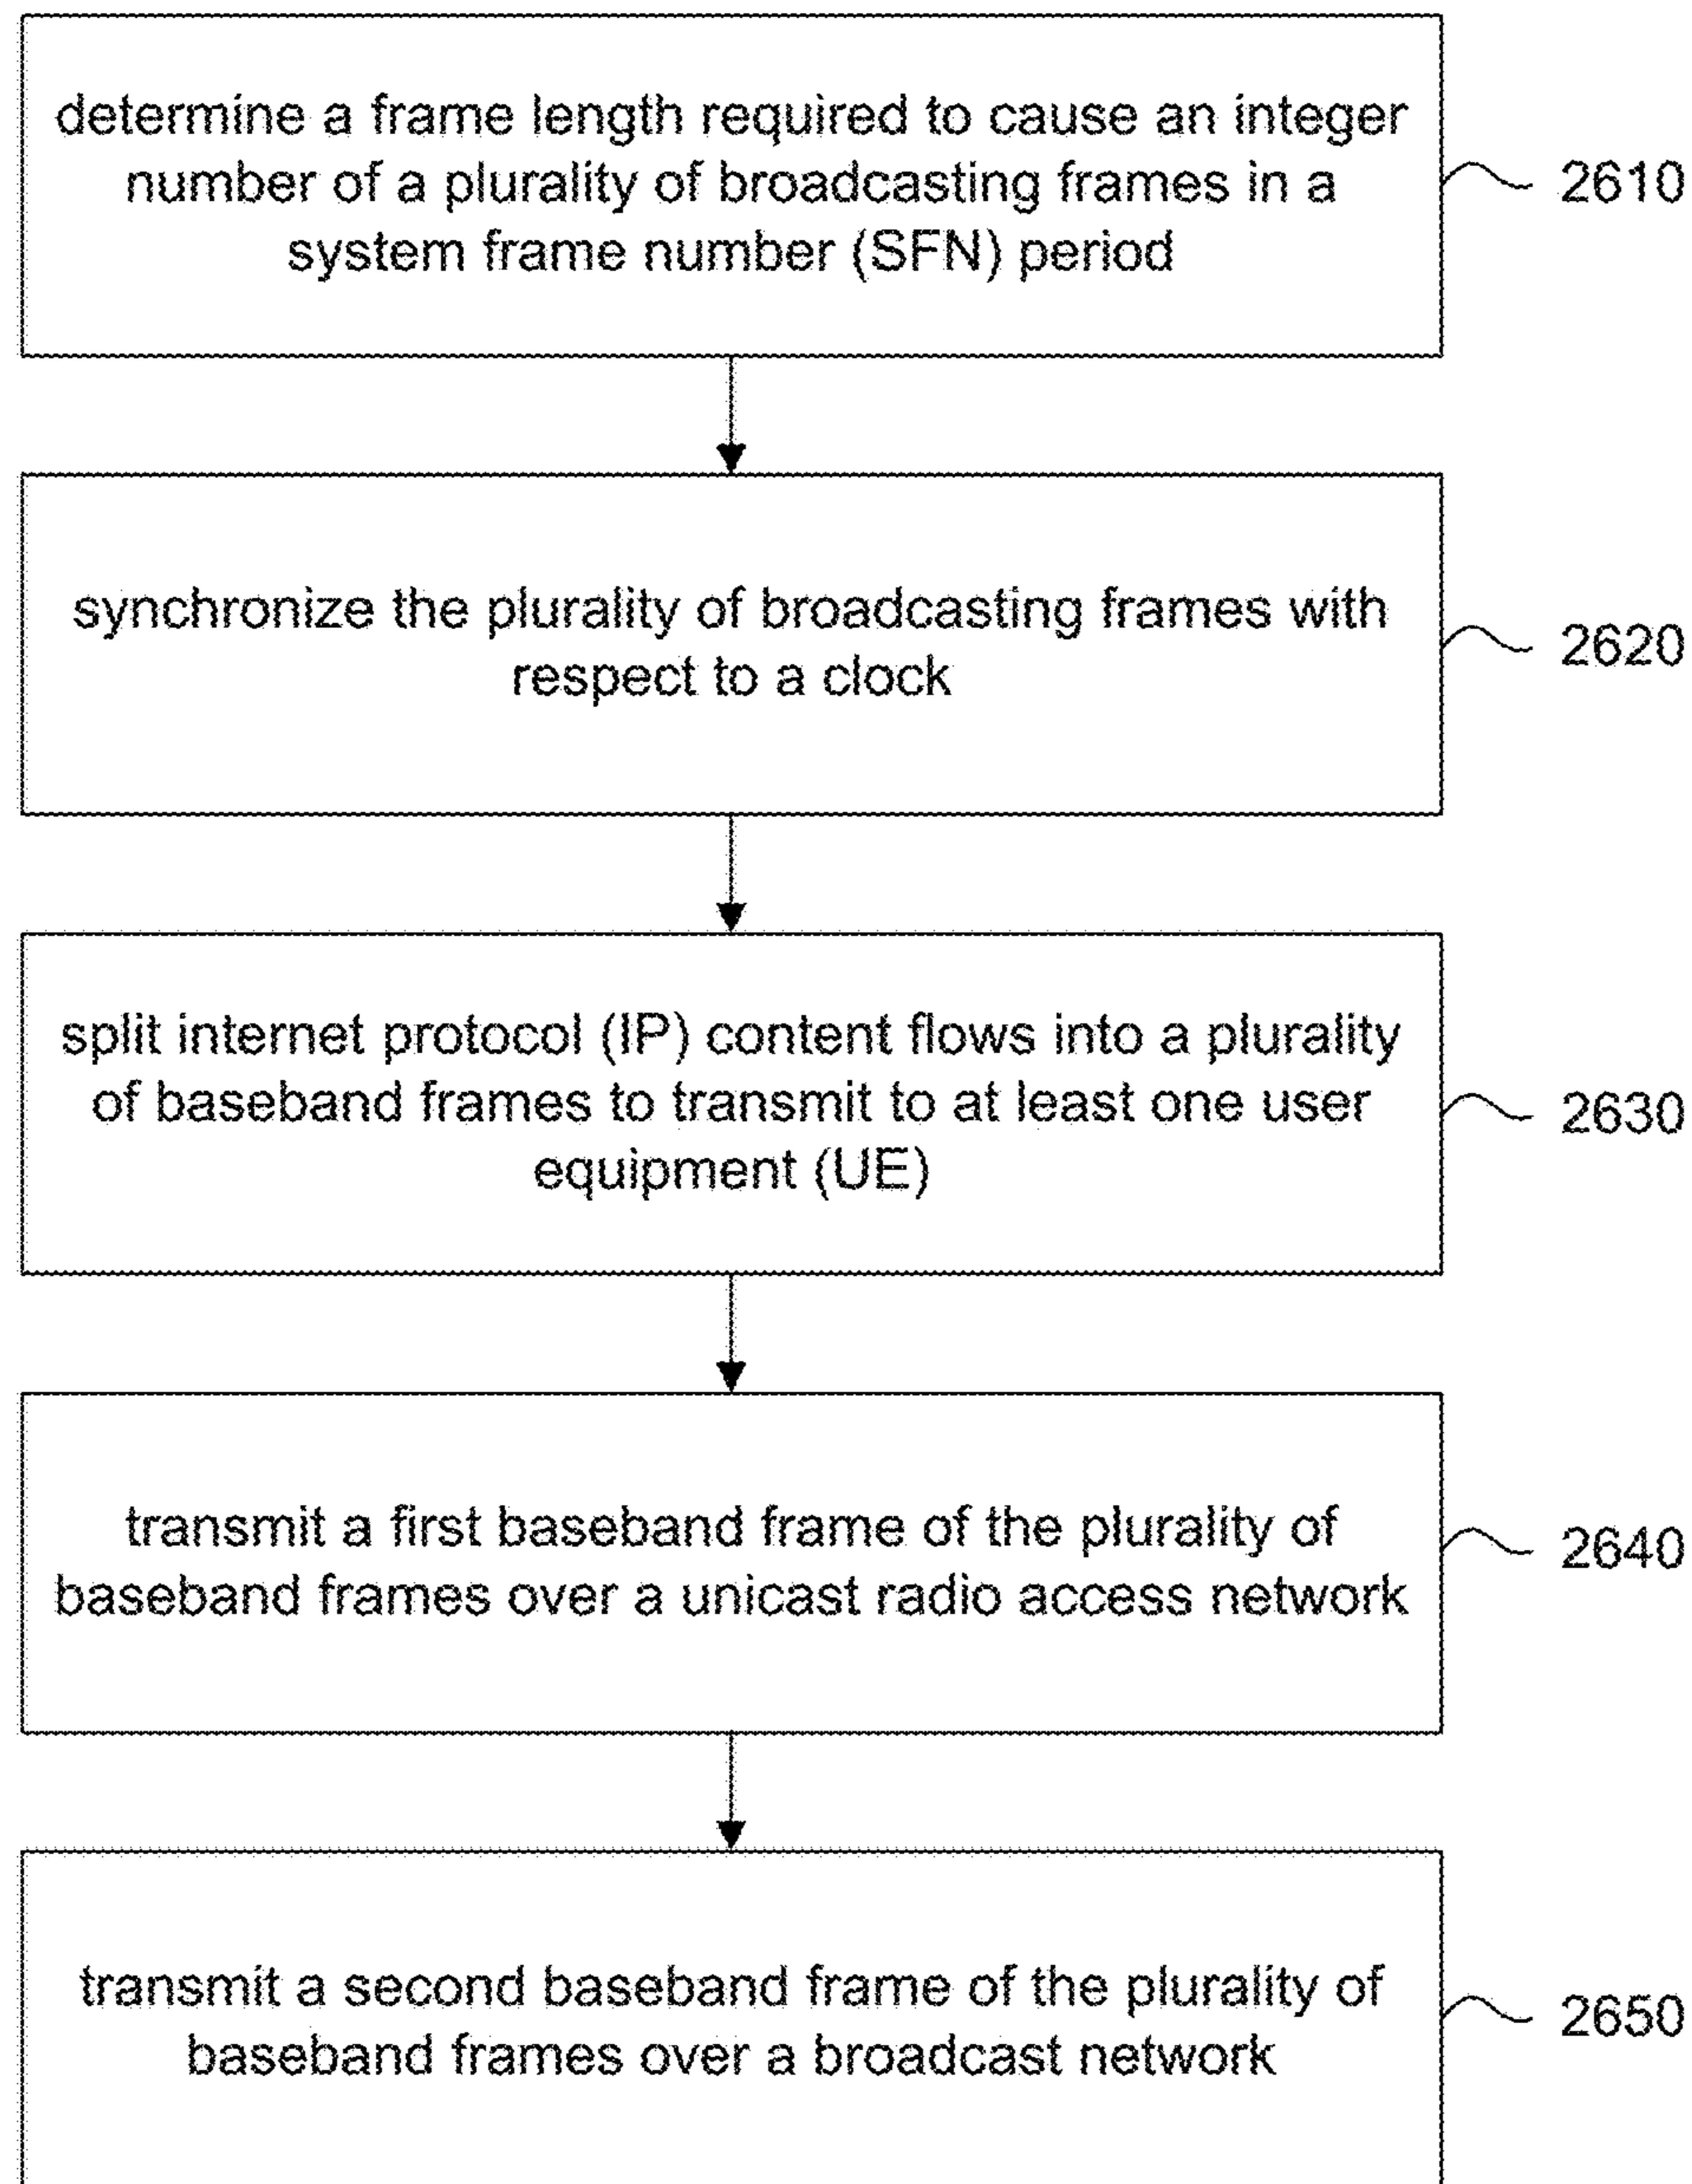 determine a frame length required to cause an integer
number of a plurality of broadcasting frames in a
system frame number (SFN) period
2610
synchronize the plurality of broadcasting frames with
respect to a clock
2620
split internet protocol (IP) content flows into a plurality
of baseband frames to transmit to at least one user
equipment (UE)
2630
transmit a first baseband frame of the plurality of
baseband frames over a unicast radio access network
2640
transmit a second baseband frame of the plurality of
baseband frames over a broadcast network
2650